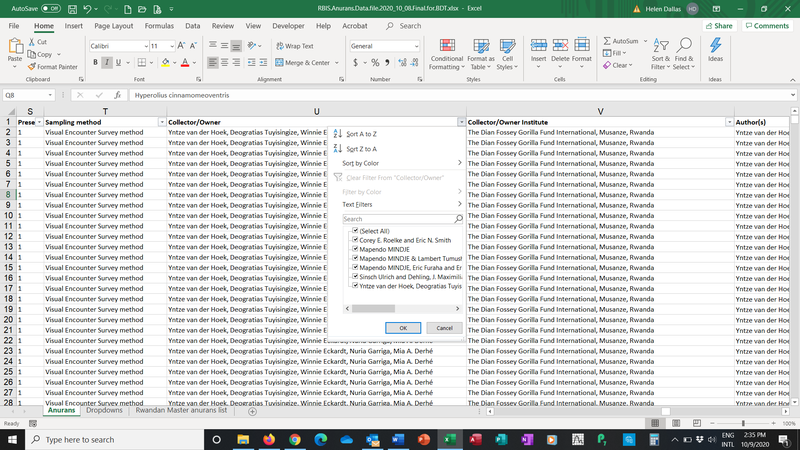 AutoSave Off
RBIS.Anurans.Data.file.2020_10_08.Final.for.BDT.xlsx - Excel
Helen Dallas HD
File Home Insert Page Layout Formulas Data Review View Developer Help Acrobat Search Share Comments
Paste Cut Copy Format Painter
Calibri 11 A A Wrap Text General Conditional Formatting Format as Table Cell Styles Insert Delete Format AutoSum Fill Clear Sort & Filter Find & Select Ideas
B I U Merge & Center $ % ,
Clipboard Font Alignment Number Styles Cells Editing Ideas
Q8 fx Hyperolius cinnamomeoventris
S T U V
1 Prese Sampling method Collector/Owner Collector/Owner Institute Author(s)
2 1 Visual Encounter Survey method Yntze van der Hoek, Deogratias Tuyisingize, Winnie E The Dian Fossey Gorilla Fund International, Musanze, Rwanda Yntze van der Hoe
3 1 Visual Encounter Survey method Yntze van der Hoek, Deogratias Tuyisingize, Winnie E The Dian Fossey Gorilla Fund International, Musanze, Rwanda Yntze van der Hoe
4 1 Visual Encounter Survey method Yntze van der Hoek, Deogratias Tuyisingize, Winnie E The Dian Fossey Gorilla Fund International, Musanze, Rwanda Yntze van der Hoe
5 1 Visual Encounter Survey method Yntze van der Hoek, Deogratias Tuyisingize, Winnie E The Dian Fossey Gorilla Fund International, Musanze, Rwanda Yntze van der Hoe
6 1 Visual Encounter Survey method Yntze van der Hoek, Deogratias Tuyisingize, Winnie E The Dian Fossey Gorilla Fund International, Musanze, Rwanda Yntze van der Hoe
7 1 Visual Encounter Survey method Yntze van der Hoek, Deogratias Tuyisingize, Winnie E The Dian Fossey Gorilla Fund International, Musanze, Rwanda Yntze van der Hoe
8 1 Visual Encounter Survey method Yntze van der Hoek, Deogratias Tuyisingize, Winnie E The Dian Fossey Gorilla Fund International, Musanze, Rwanda Yntze van der Hoe
9 1 Visual Encounter Survey method Yntze van der Hoek, Deogratias Tuyisingize, Winnie E The Dian Fossey Gorilla Fund International, Musanze, Rwanda Yntze van der Hoe
10 1 Visual Encounter Survey method Yntze van der Hoek, Deogratias Tuyisingize, Winnie E The Dian Fossey Gorilla Fund International, Musanze, Rwanda Yntze van der Hoe
11 1 Visual Encounter Survey method Yntze van der Hoek, Deogratias Tuyisingize, Winnie E The Dian Fossey Gorilla Fund International, Musanze, Rwanda Yntze van der Hoe
12 1 Visual Encounter Survey method Yntze van der Hoek, Deogratias Tuyisingize, Winnie E The Dian Fossey Gorilla Fund International, Musanze, Rwanda Yntze van der Hoe
13 1 Visual Encounter Survey method Yntze van der Hoek, Deogratias Tuyisingize, Winnie E The Dian Fossey Gorilla Fund International, Musanze, Rwanda Yntze van der Hoe
14 1 Visual Encounter Survey method Yntze van der Hoek, Deogratias Tuyisingize, Winnie E The Dian Fossey Gorilla Fund International, Musanze, Rwanda Yntze van der Hoe
15 1 Visual Encounter Survey method Yntze van der Hoek, Deogratias Tuyisingize, Winnie E The Dian Fossey Gorilla Fund International, Musanze, Rwanda Yntze van der Hoe
16 1 Visual Encounter Survey method Yntze van der Hoek, Deogratias Tuyisingize, Winnie E The Dian Fossey Gorilla Fund International, Musanze, Rwanda Yntze van der Hoe
17 1 Visual Encounter Survey method Yntze van der Hoek, Deogratias Tuyisingize, Winnie E The Dian Fossey Gorilla Fund International, Musanze, Rwanda Yntze van der Hoe
18 1 Visual Encounter Survey method Yntze van der Hoek, Deogratias Tuyisingize, Winnie E The Dian Fossey Gorilla Fund International, Musanze, Rwanda Yntze van der Hoe
19 1 Visual Encounter Survey method Yntze van der Hoek, Deogratias Tuyisingize, Winnie E The Dian Fossey Gorilla Fund International, Musanze, Rwanda Yntze van der Hoe
20 1 Visual Encounter Survey method Yntze van der Hoek, Deogratias Tuyisingize, Winnie E The Dian Fossey Gorilla Fund International, Musanze, Rwanda Yntze van der Hoe
21 1 Visual Encounter Survey method Yntze van der Hoek, Deogratias Tuyisingize, Winnie E The Dian Fossey Gorilla Fund International, Musanze, Rwanda Yntze van der Hoe
22 1 Visual Encounter Survey method Yntze van der Hoek, Deogratias Tuyisingize, Winnie Eckardt, Nuria Garriga, Mia A. Derhé The Dian Fossey Gorilla Fund International, Musanze, Rwanda Yntze van der Hoe
23 1 Visual Encounter Survey method Yntze van der Hoek, Deogratias Tuyisingize, Winnie Eckardt, Nuria Garriga, Mia A. Derhé The Dian Fossey Gorilla Fund International, Musanze, Rwanda Yntze van der Hoe
24 1 Visual Encounter Survey method Yntze van der Hoek, Deogratias Tuyisingize, Winnie Eckardt, Nuria Garriga, Mia A. Derhé The Dian Fossey Gorilla Fund International, Musanze, Rwanda Yntze van der Hoe
25 1 Visual Encounter Survey method Yntze van der Hoek, Deogratias Tuyisingize, Winnie Eckardt, Nuria Garriga, Mia A. Derhé The Dian Fossey Gorilla Fund International, Musanze, Rwanda Yntze van der Hoe
26 1 Visual Encounter Survey method Yntze van der Hoek, Deogratias Tuyisingize, Winnie Eckardt, Nuria Garriga, Mia A. Derhé The Dian Fossey Gorilla Fund International, Musanze, Rwanda Yntze van der Hoe
27 1 Visual Encounter Survey method Yntze van der Hoek, Deogratias Tuyisingize, Winnie Eckardt, Nuria Garriga, Mia A. Derhé The Dian Fossey Gorilla Fund International, Musanze, Rwanda Yntze van der Hoe
28 1 Visual Encounter Survey method Yntze van der Hoek, Deogratias Tuyisingize, Winnie Eckardt, Nuria Garriga, Mia A. Derhé The Dian Fossey Gorilla Fund International, Musanze, Rwanda Yntze van der Hoe
Sort A to Z
Sort Z to A
Sort by Color
Clear Filter From "Collector/Owner"
Filter by Color
Text Filters
Search
(Select All)
Corey E. Roelke and Eric N. Smith
Mapendo MINDJE
Mapendo MINDJE & Lambert Tumush
Mapendo MINDJE, Eric Furaha and Er
Sinsch Ulrich and Dehling, J. Maximilia
Yntze van der Hoek, Deogratias Tuyis
OK Cancel
Anurans Dropdowns Rwandan Master anurans list
100%
Type here to search
ENG
INTL
2:35 PM
10/9/2020